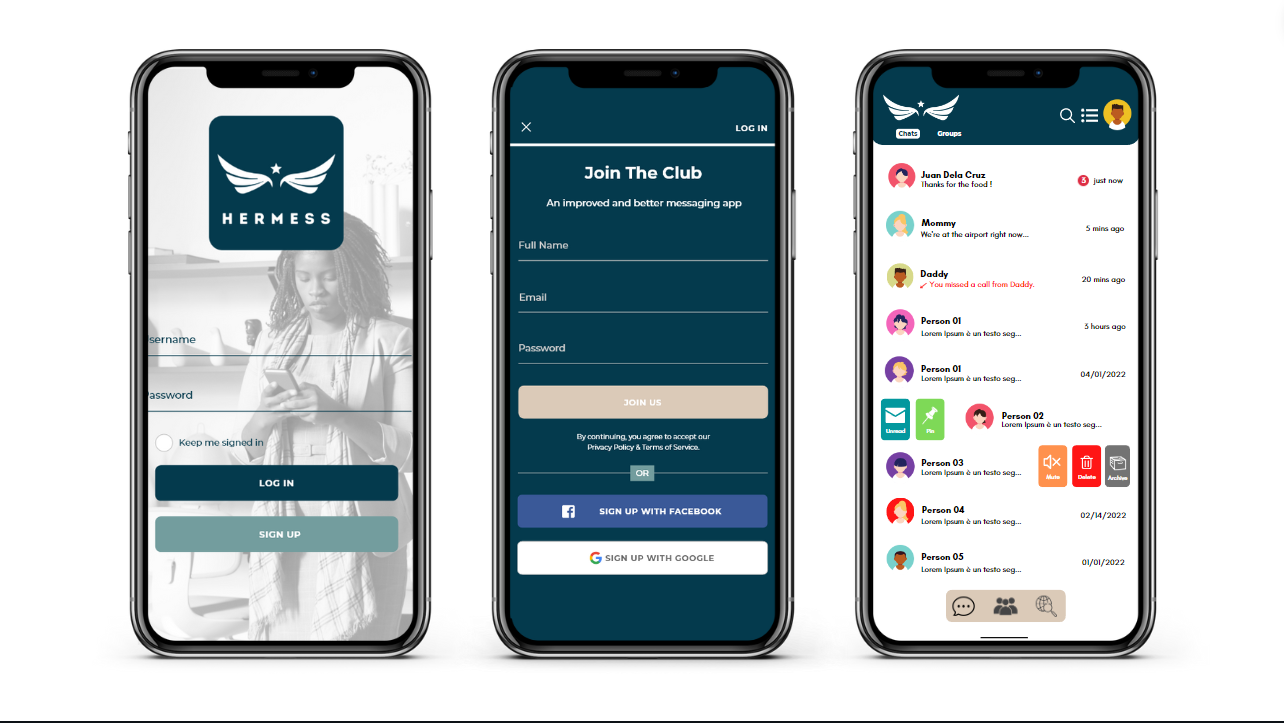 HERMESS
sername
assword
Keep me signed in
LOG IN
SIGN UP
LOG IN
Join The Club
An improved and better messaging app
Full Name
Email
Password
JOIN US
By continuing, you agree to accept our
Privacy Policy & Terms of Service.
OR
SIGN UP WITH FACEBOOK
SIGN UP WITH GOOGLE
Chats Groups
Juan Dela Cruz
Thanks for the food !
5 just now
Mommy
We're at the airport right now...
5 mins ago
Daddy
You missed a call from Daddy.
20 mins ago
Person 01
Lorem Ipsum è un testo seg...
3 hours ago
Person 01
Lorem Ipsum è un testo seg...
04/01/2022
Unread Pin
Person 02
Lorem Ipsum è un testo seg...
Person 03
Lorem Ipsum è un testo seg...
Mute Delete Archive
Person 04
Lorem Ipsum è un testo seg...
02/14/2022
Person 05
Lorem Ipsum è un testo seg...
01/01/2022